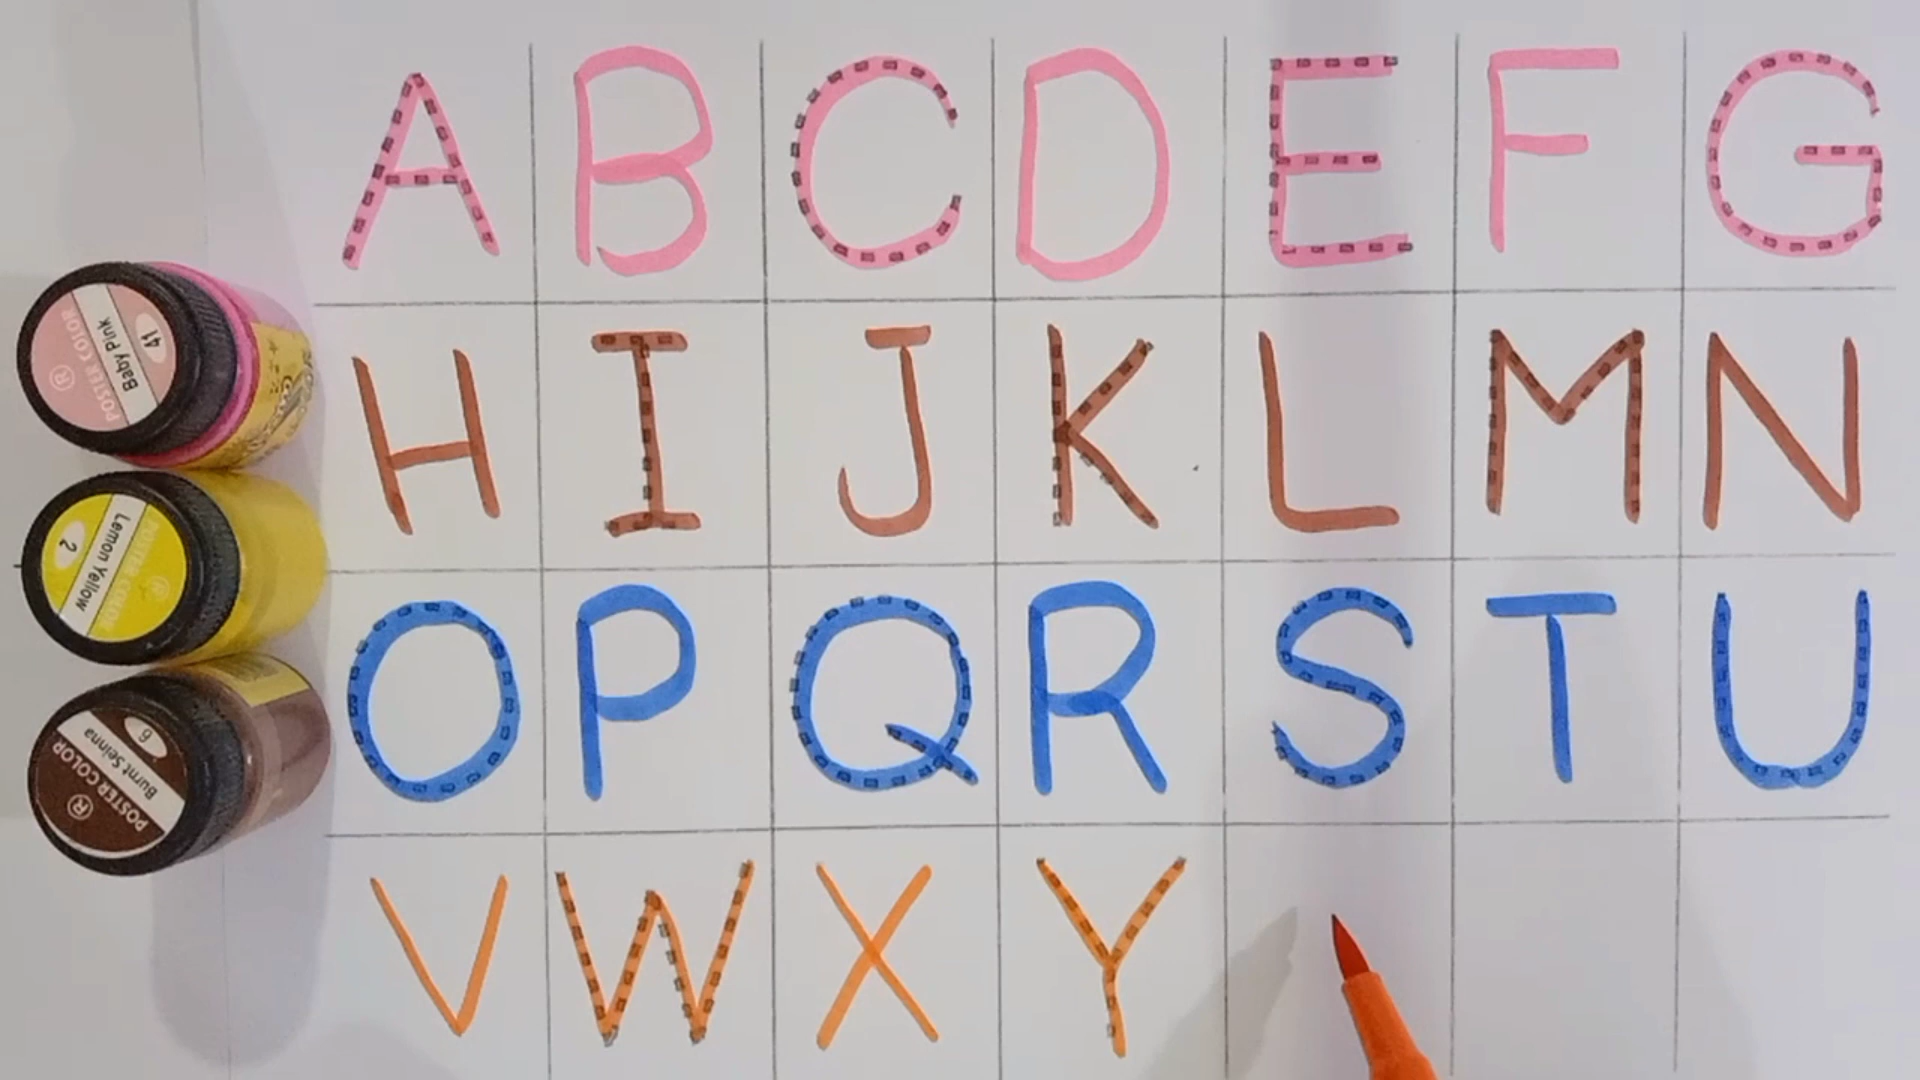 A B C D E F G
H I J K L M N
O P Q R S T U
V W X Y
POSTER COLOR
Baby Pink
41
®
POSTER COLOR
Lemon Yellow
2
®
POSTER COLOR
Burnt Seinna
6
®